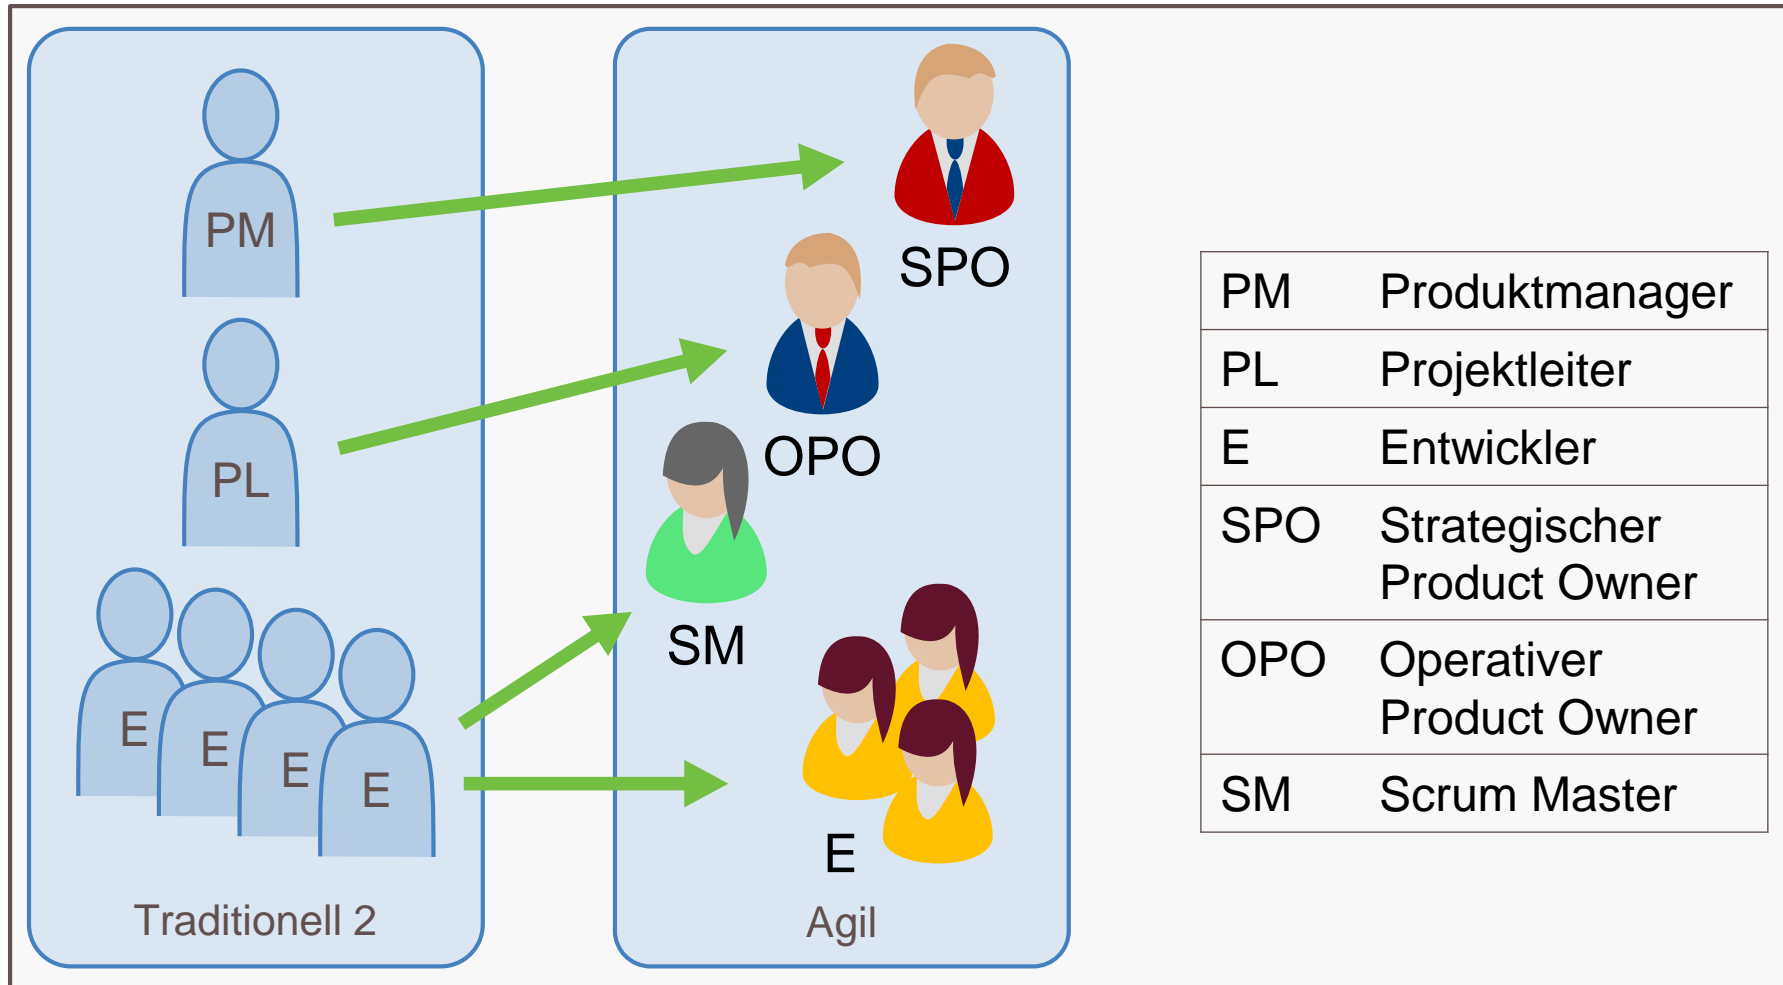 PM
PL
E
E
E
E
Traditionell 2
SPO
OPO
SM
E
Agil
PM Produktmanager
PL Projektleiter
E Entwickler
SPO Strategischer
Product Owner
OPO Operativer
Product Owner
SM Scrum Master